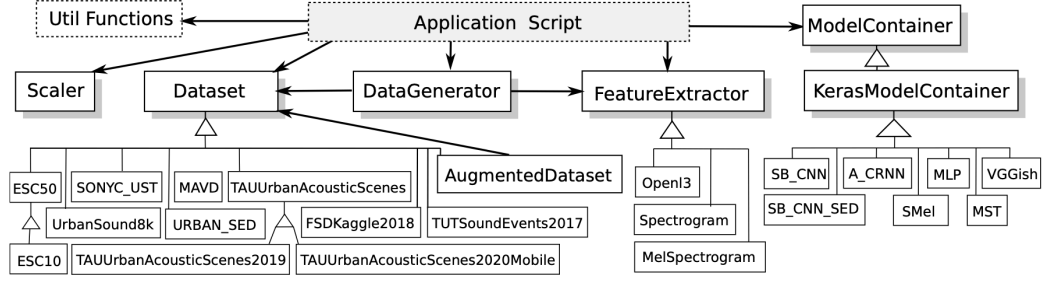 Util Functions
Application Script
ModelContainer
Scaler
Dataset
DataGenerator
FeatureExtractor
KerasModelContainer
AugmentedDataset
ESC50
SONYC_UST
MAVD
TAUUrbanAcousticScenes
UrbanSound8k
URBAN_SED
FSDKaggle2018
TUTSoundEvents2017
ESC10
TAUUrbanAcousticScenes2019
TAUUrbanAcousticScenes2020Mobile
Openl3
Spectrogram
MelSpectrogram
SB_CNN
A_CRNN
MLP
VGGish
SB_CNN_SED
SMel
MST